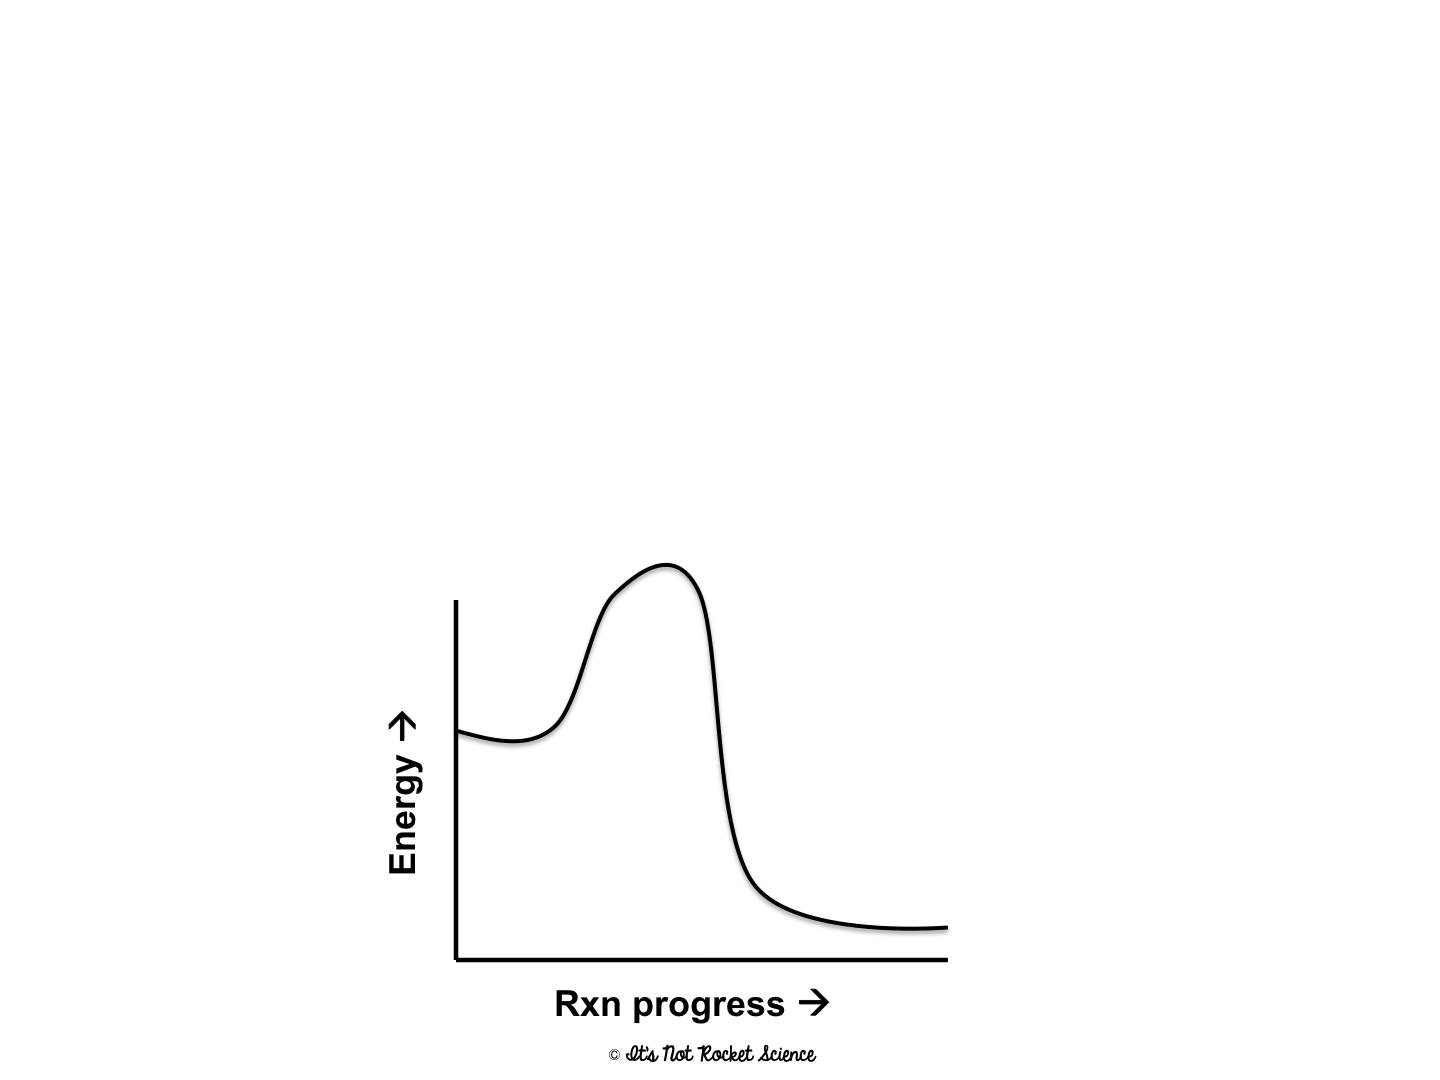 Energy →
Rxn progress →
© It's Not Rocket Science